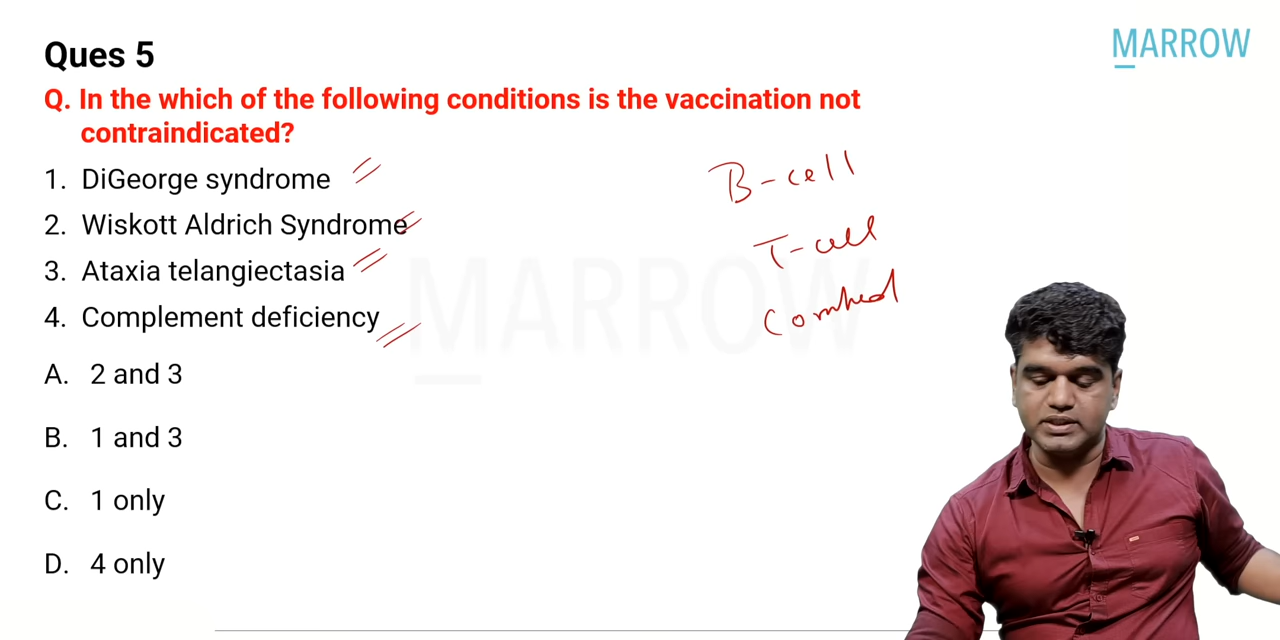 MARROW
Ques 5
Q. In the which of the following conditions is the vaccination not
contraindicated?
1. DiGeorge syndrome
2. Wiskott Aldrich Syndrome
3. Ataxia telangiectasia
4. Complement deficiency
A. 2 and 3
B. 1 and 3
C. 1 only
D. 4 only
B-cell
T-cell
MARROW